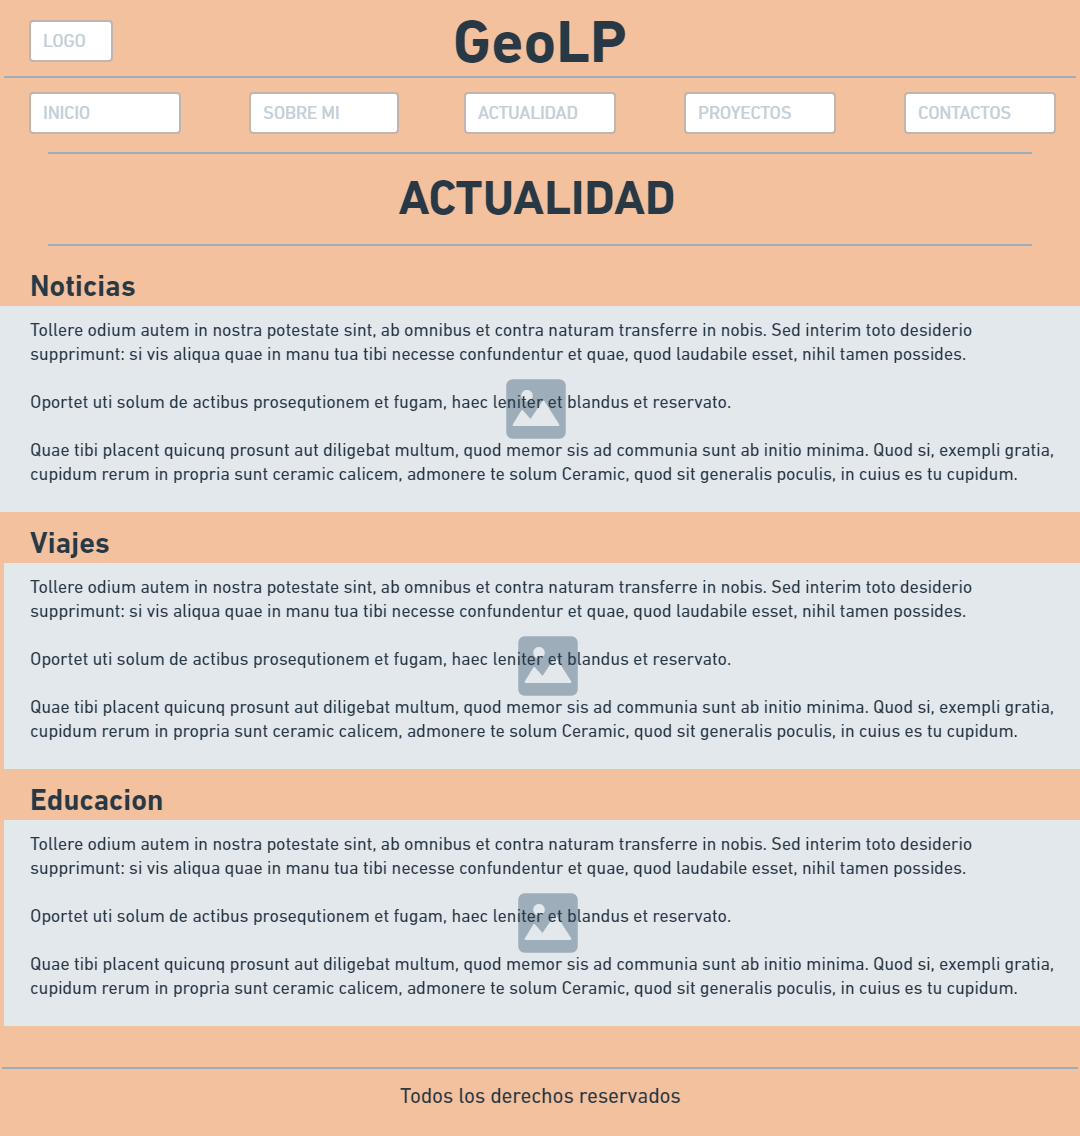 LOGO
GeoLP
INICIO
SOBRE MI
ACTUALIDAD
PROYECTOS
CONTACTOS
ACTUALIDAD
Noticias
Tollere odium autem in nostra potestate sint, ab omnibus et contra naturam transferre in nobis. Sed interim toto desiderio
supprimunt: si vis aliqua quae in manu tua tibi necesse confundentur et quae, quod laudabile esset, nihil tamen possides.
Oportet uti solum de actibus prosequtionem et fugam, haec leniter et blandus et reservato.
Quae tibi placent quicunq prosunt aut diligebat multum, quod memor sis ad communia sunt ab initio minima. Quod si, exempli gratia,
cupidum rerum in propria sunt ceramic calicem, admonere te solum Ceramic, quod sit generalis poculis, in cuius es tu cupidum.
Viajes
Tollere odium autem in nostra potestate sint, ab omnibus et contra naturam transferre in nobis. Sed interim toto desiderio
supprimunt: si vis aliqua quae in manu tua tibi necesse confundentur et quae, quod laudabile esset, nihil tamen possides.
Oportet uti solum de actibus prosequtionem et fugam, haec leniter et blandus et reservato.
Quae tibi placent quicunq prosunt aut diligebat multum, quod memor sis ad communia sunt ab initio minima. Quod si, exempli gratia,
cupidum rerum in propria sunt ceramic calicem, admonere te solum Ceramic, quod sit generalis poculis, in cuius es tu cupidum.
Educacion
Tollere odium autem in nostra potestate sint, ab omnibus et contra naturam transferre in nobis. Sed interim toto desiderio
supprimunt: si vis aliqua quae in manu tua tibi necesse confundentur et quae, quod laudabile esset, nihil tamen possides.
Oportet uti solum de actibus prosequtionem et fugam, haec leniter et blandus et reservato.
Quae tibi placent quicunq prosunt aut diligebat multum, quod memor sis ad communia sunt ab initio minima. Quod si, exempli gratia,
cupidum rerum in propria sunt ceramic calicem, admonere te solum Ceramic, quod sit generalis poculis, in cuius es tu cupidum.
Todos los derechos reservados